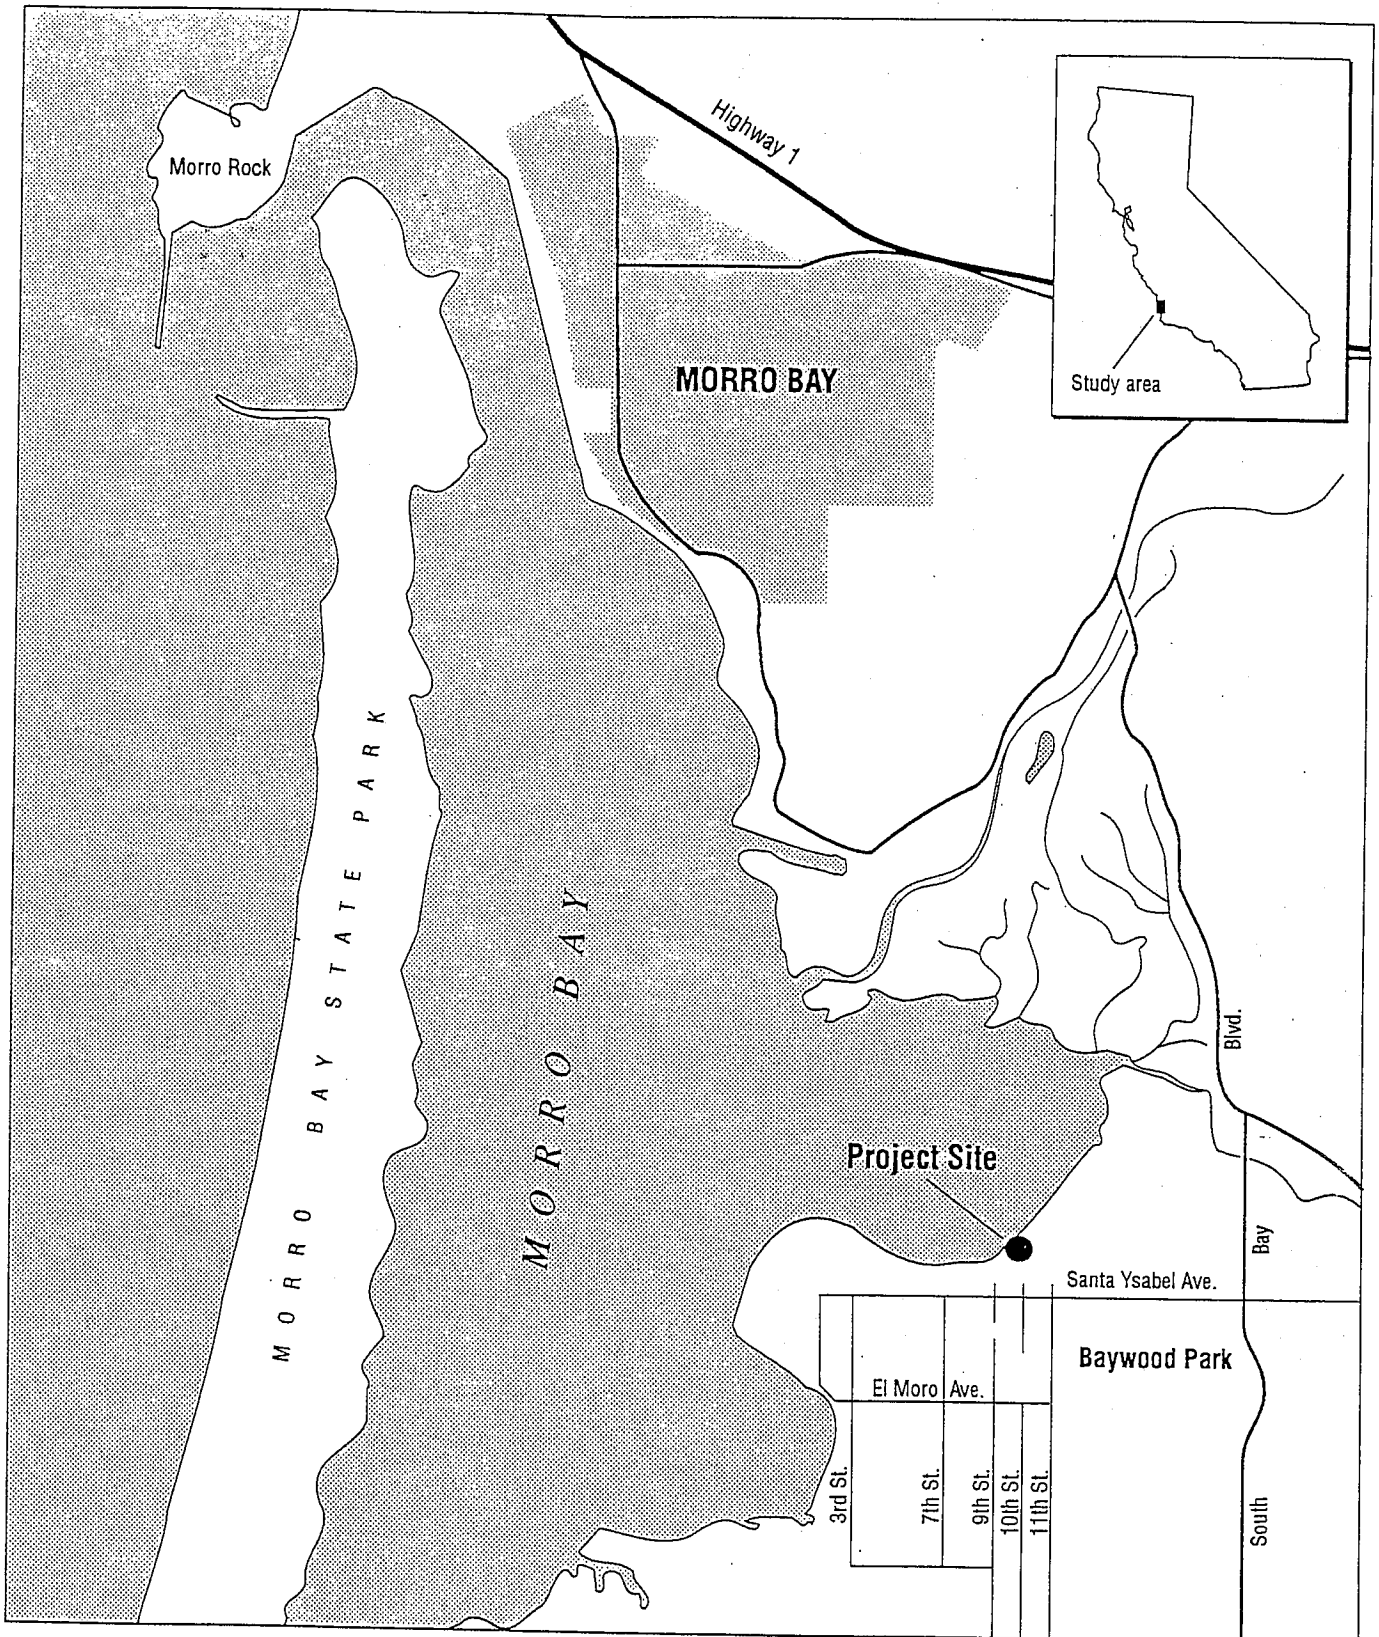 Highway 1
Morro Rock
MORRO BAY
Study area
MORRO BAY STATE PARK
MORRO BAY
Blvd.
Project Site
Bay
Santa Ysabel Ave.
Baywood Park
El Moro Ave.
3rd St.
7th St.
9th St.
10th St.
11th St.
South